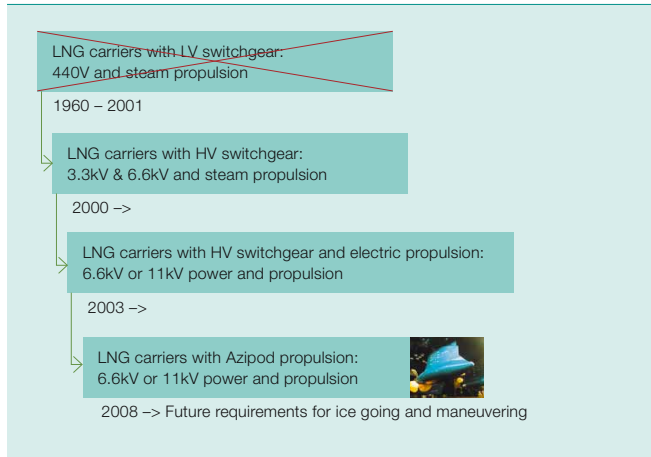 LNG carriers with LV switchgear:
440V and steam propulsion
1960 – 2001
LNG carriers with HV switchgear:
3.3kV & 6.6kV and steam propulsion
2000 –>
LNG carriers with HV switchgear and electric propulsion:
6.6kV or 11kV power and propulsion
2003 –>
LNG carriers with Azipod propulsion:
6.6kV or 11kV power and propulsion
2008 –> Future requirements for ice going and maneuvering